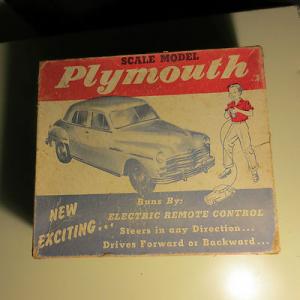 SCALE MODEL
Plymouth
Runs By:
ELECTRIC REMOTE CONTROL
NEW
EXCITING...
Steers in any Direction...
Drives Forward or Backward...